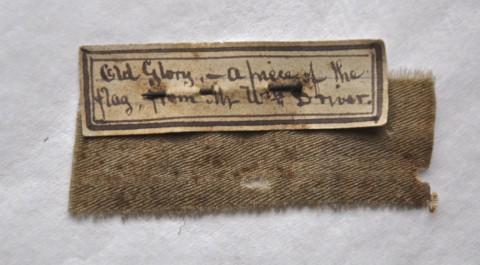 Old Glory, — a piece of the
flag, from Mr Wm Driver.